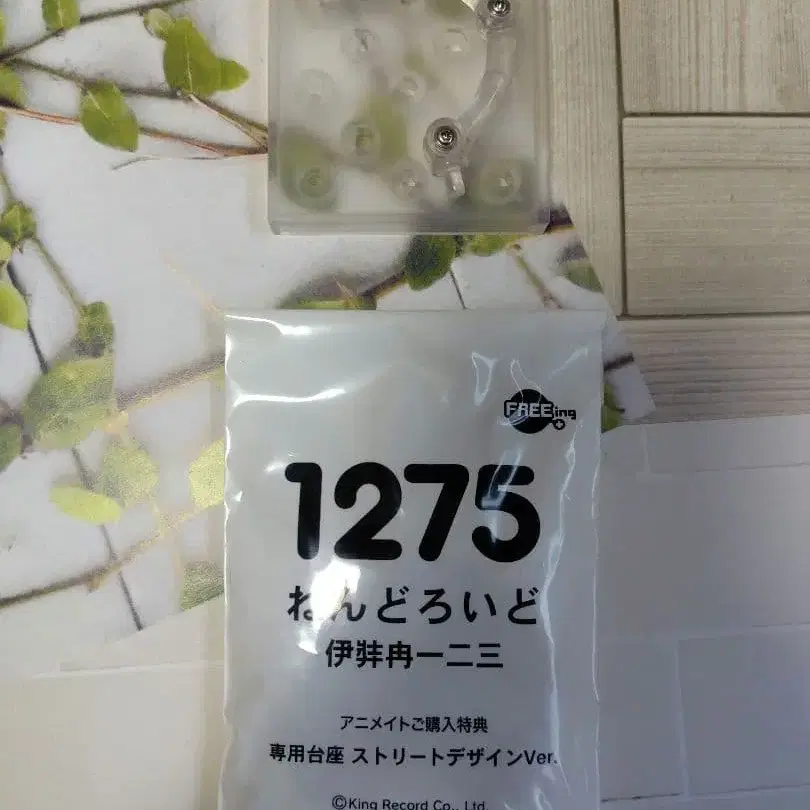 FREEing
1275
ねんどろいど
伊弉冉一二三
アニメイトご購入特典
専用台座 ストリートデザインVer.
©King Record Co., Ltd.